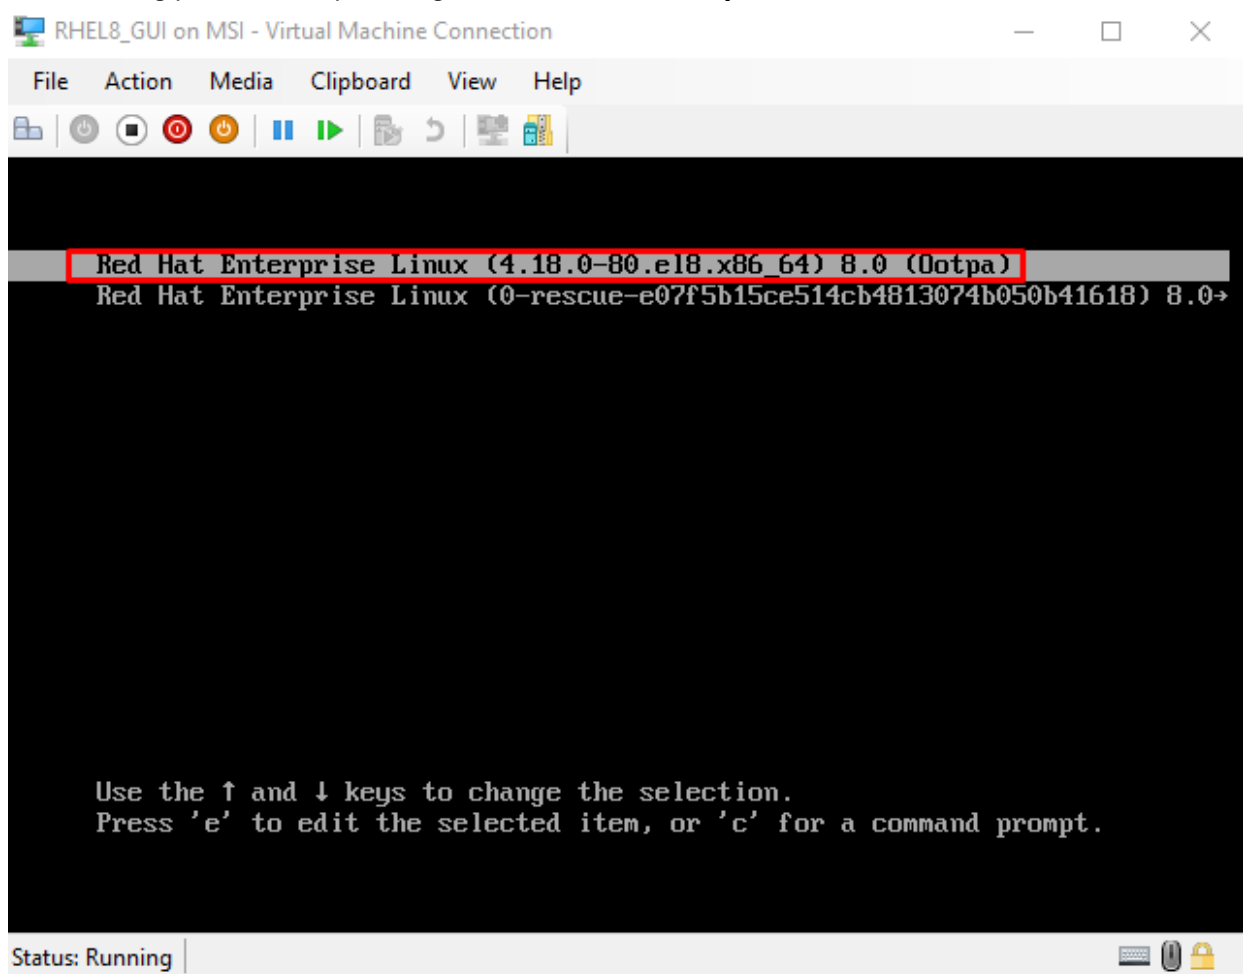 RHEL8_GUI on MSI - Virtual Machine Connection
File Action Media Clipboard View Help
Red Hat Enterprise Linux (4.18.0-80.el8.x86_64) 8.0 (Ootpa)
Red Hat Enterprise Linux (0-rescue-e07f5b15ce514cb4813074b050b41618) 8.0→
Use the ↑ and ↓ keys to change the selection.
Press 'e' to edit the selected item, or 'c' for a command prompt.
Status: Running